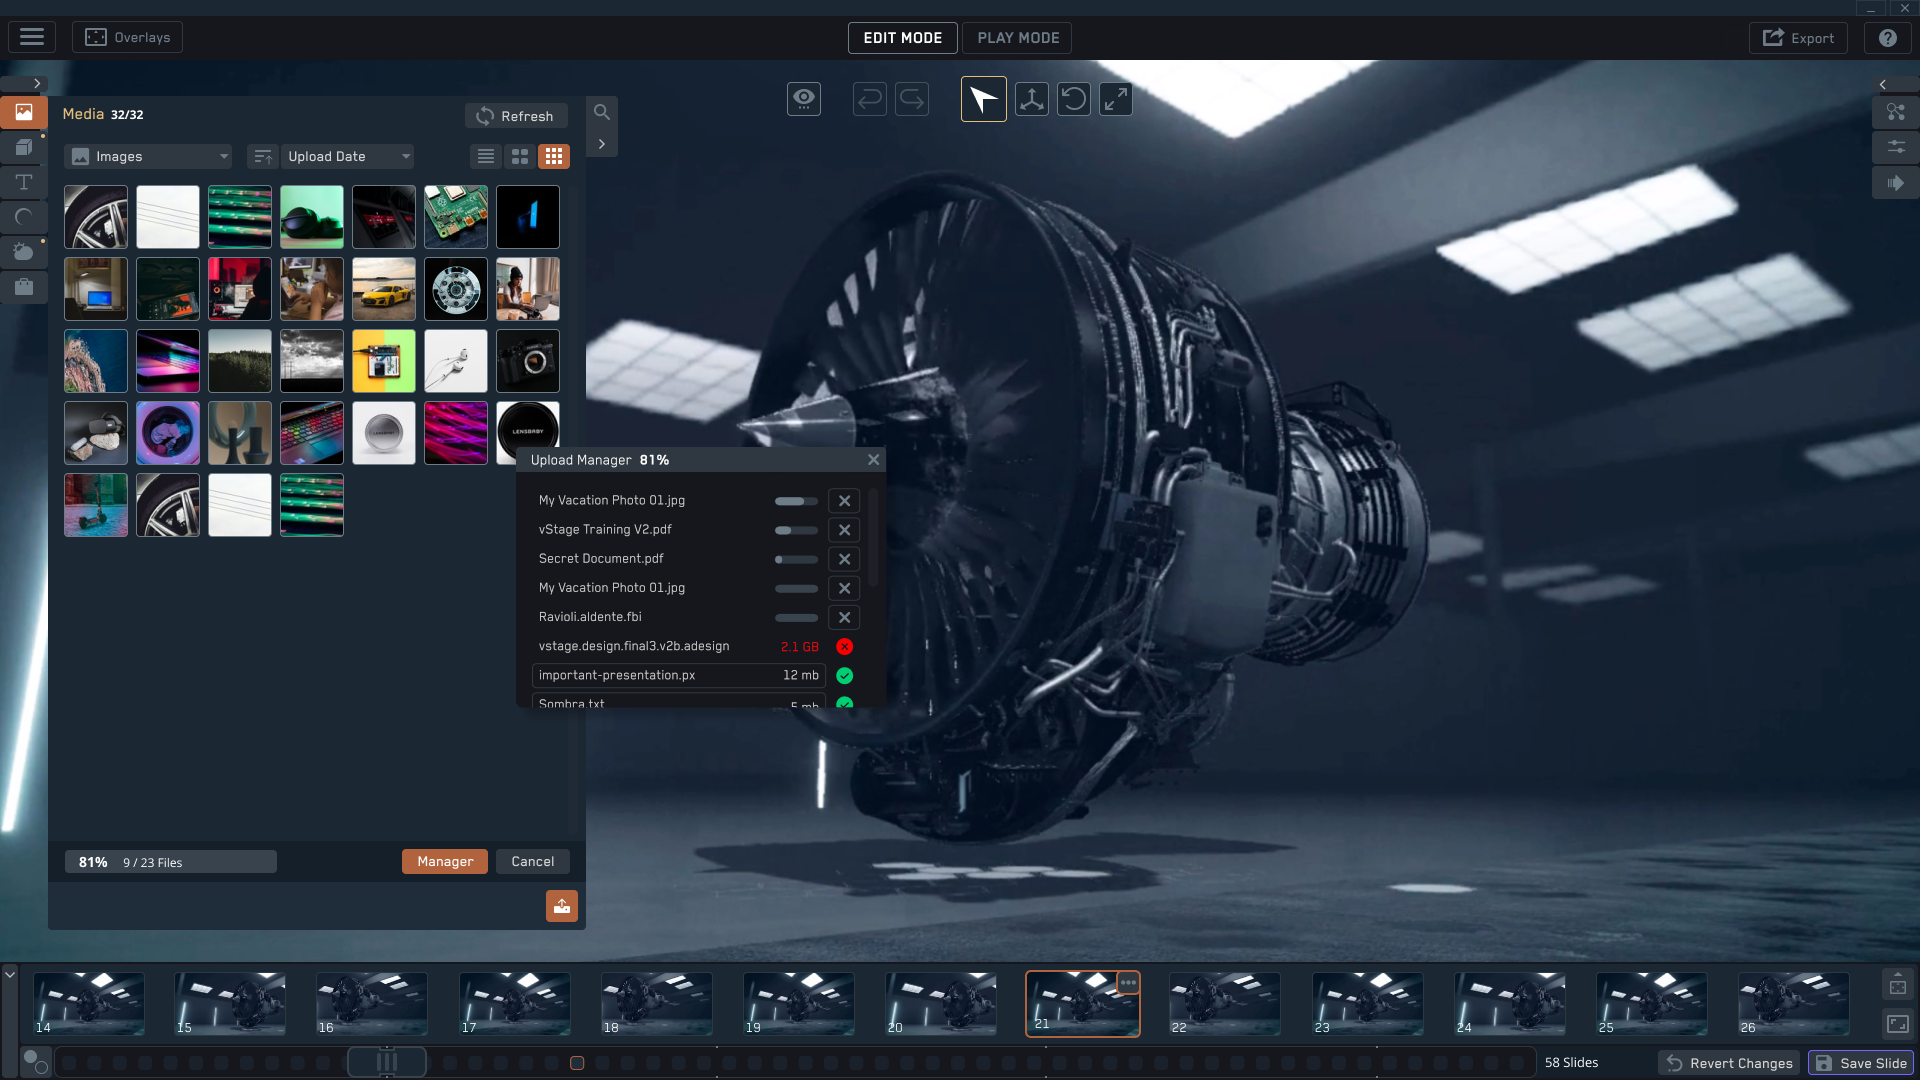 Overlays
EDIT MODE
PLAY MODE
Export
Media 32/32
Refresh
Images
Upload Date
LENSBABY
Upload Manager 81%
My Vacation Photo 01.jpg
vStage Training V2.pdf
Secret Document.pdf
My Vacation Photo 01.jpg
Ravioli.aldente.fbi
vstage.design.final3.v2b.adesign 2.1 GB
important-presentation.px 12 mb
Sombra.txt 5 mb
81% 9 / 23 Files
Manager
Cancel
14
15
16
17
18
19
20
21
22
23
24
25
26
58 Slides
Revert Changes
Save Slide